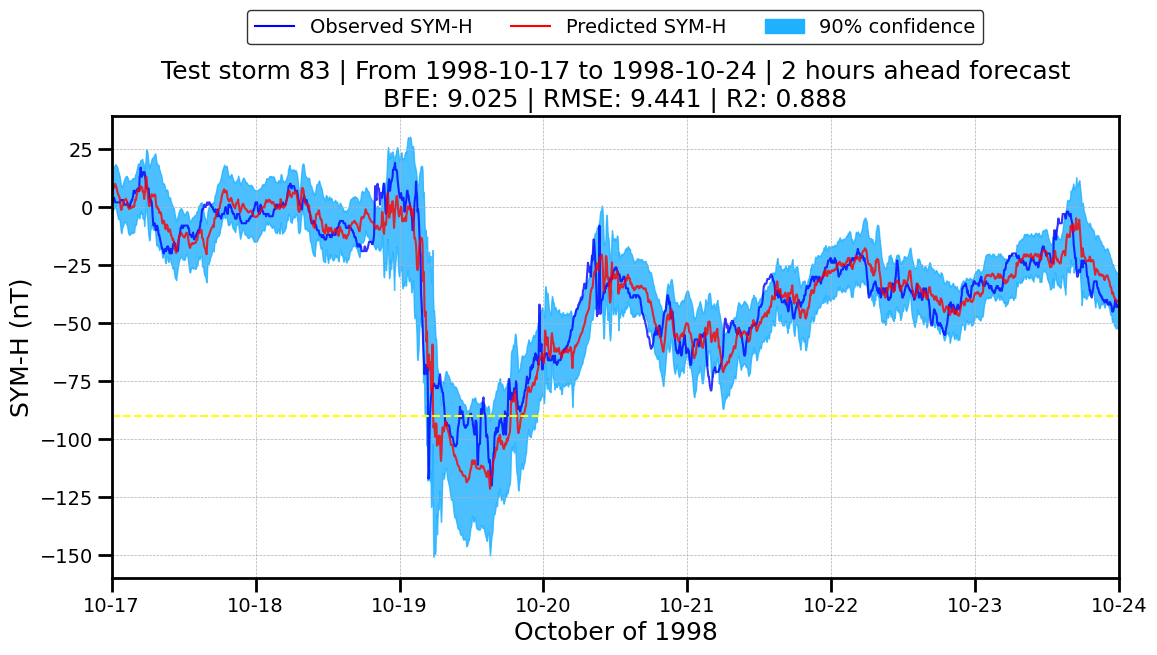 Observed SYM-H Predicted SYM-H 90% confidence
Test storm 83 | From 1998-10-17 to 1998-10-24 | 2 hours ahead forecast
BFE: 9.025 | RMSE: 9.441 | R2: 0.888
SYM-H (nT)
25
0
−25
−50
−75
−100
−125
−150
10-17 10-18 10-19 10-20 10-21 10-22 10-23 10-24
October of 1998